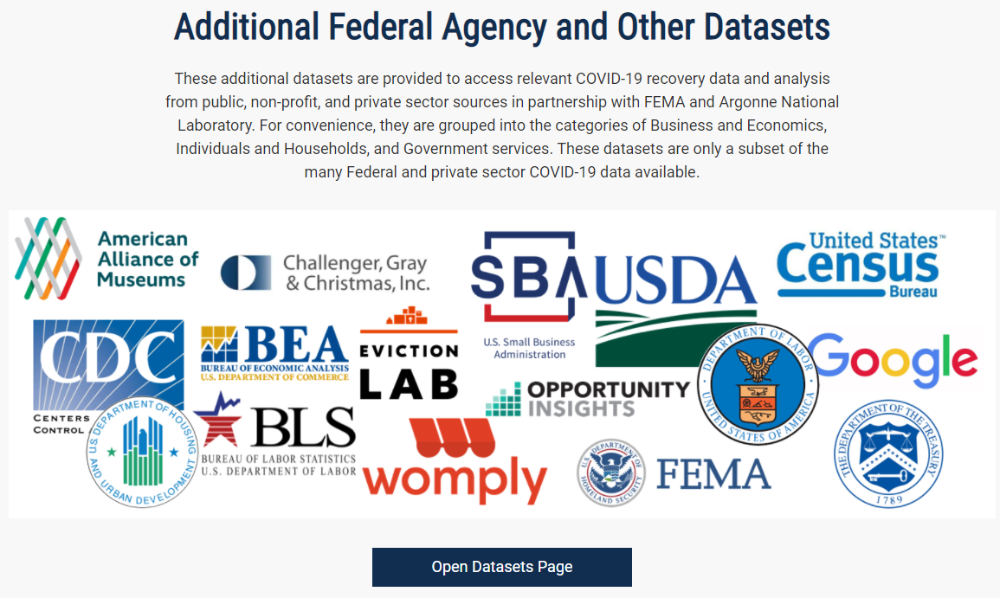 Additional Federal Agency and Other Datasets
These additional datasets are provided to access relevant COVID-19 recovery data and analysis
from public, non-profit, and private sector sources in partnership with FEMA and Argonne National
Laboratory. For convenience, they are grouped into the categories of Business and Economics,
Individuals and Households, and Government services. These datasets are only a subset of the
many Federal and private sector COVID-19 data available.
American
Alliance of
Museums
Challenger, Gray
& Christmas, Inc.
SBA
U.S. Small Business
Administration
USDA
United States™
Census
Bureau
CDC
CENTERS
CONTROL
BEA
BUREAU OF ECONOMIC ANALYSIS
U.S. DEPARTMENT OF COMMERCE
EVICTION
LAB
OPPORTUNITY
INSIGHTS
DEPARTMENT OF LABOR
UNITED STATES OF AMERICA
Google
U.S. DEPARTMENT OF HOUSING
AND URBAN DEVELOPMENT
BLS
BUREAU OF LABOR STATISTICS
U.S. DEPARTMENT OF LABOR
womply
U.S. DEPARTMENT OF
HOMELAND SECURITY
FEMA
THE DEPARTMENT OF THE TREASURY
1789
Open Datasets Page